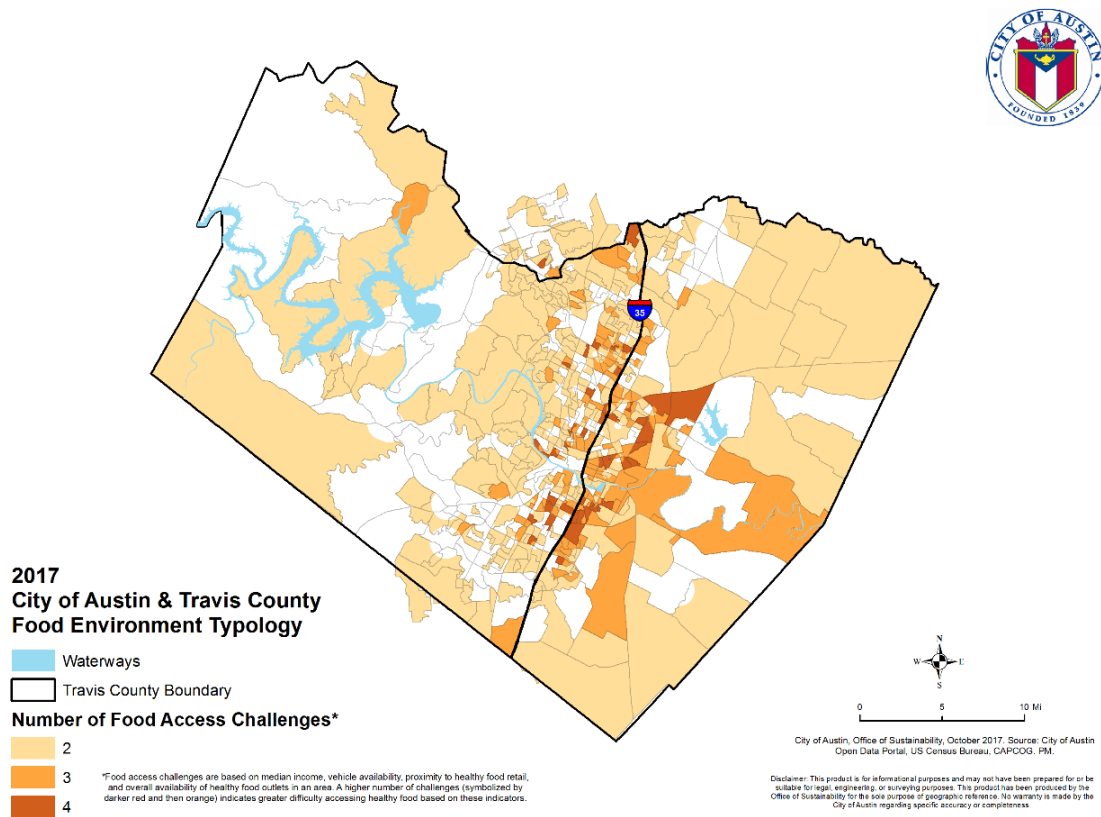 CITY OF AUSTIN
FOUNDED 1839
35
2017
City of Austin & Travis County
Food Environment Typology
Waterways
Travis County Boundary
Number of Food Access Challenges*
2
3
4
*Food access challenges are based on median income, vehicle availability, proximity to healthy food retail,
and overall availability of healthy food outlets in an area. A higher number of challenges (symbolized by
darker red and then orange) indicates greater difficulty accessing healthy food based on these indicators.
N
W E
S
0 5 10 Mi
City of Austin, Office of Sustainability, October 2017. Source: City of Austin
Open Data Portal, US Census Bureau, CAPCOG. PM.
Disclaimer: This product is for informational purposes and may not have been prepared for or be
suitable for legal, engineering, or surveying purposes. This product has been produced by the
Office of Sustainability for the sole purpose of geographic reference. No warranty is made by the
City of Austin regarding specific accuracy or completeness